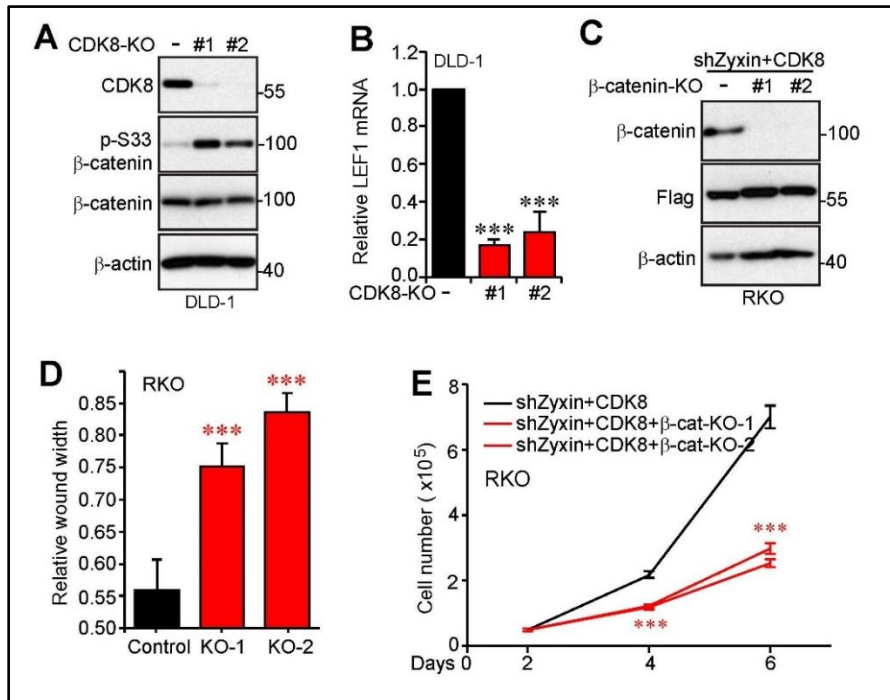 A
CDK8-KO - #1 #2
CDK8
-55
p-S33
β-catenin
-100
β-catenin
-100
β-actin
-40
DLD-1
B
DLD-1
Relative LEF1 mRNA
1.2
1.0
0.8
0.6
0.4
0.2
0.0
*** ***
CDK8-KO - #1 #2
C
shZyxin+CDK8
β-catenin-KO - #1 #2
β-catenin
-100
Flag
-55
β-actin
-40
RKO
D
RKO
Relative wound width
0.85
0.80
0.75
0.70
0.65
0.60
0.55
0.50
*** ***
Control KO-1 KO-2
E
shZyxin+CDK8
shZyxin+CDK8+β-cat-KO-1
shZyxin+CDK8+β-cat-KO-2
RKO
Cell number ( x10⁵)
8
6
4
2
0
***
***
Days 0 2 4 6